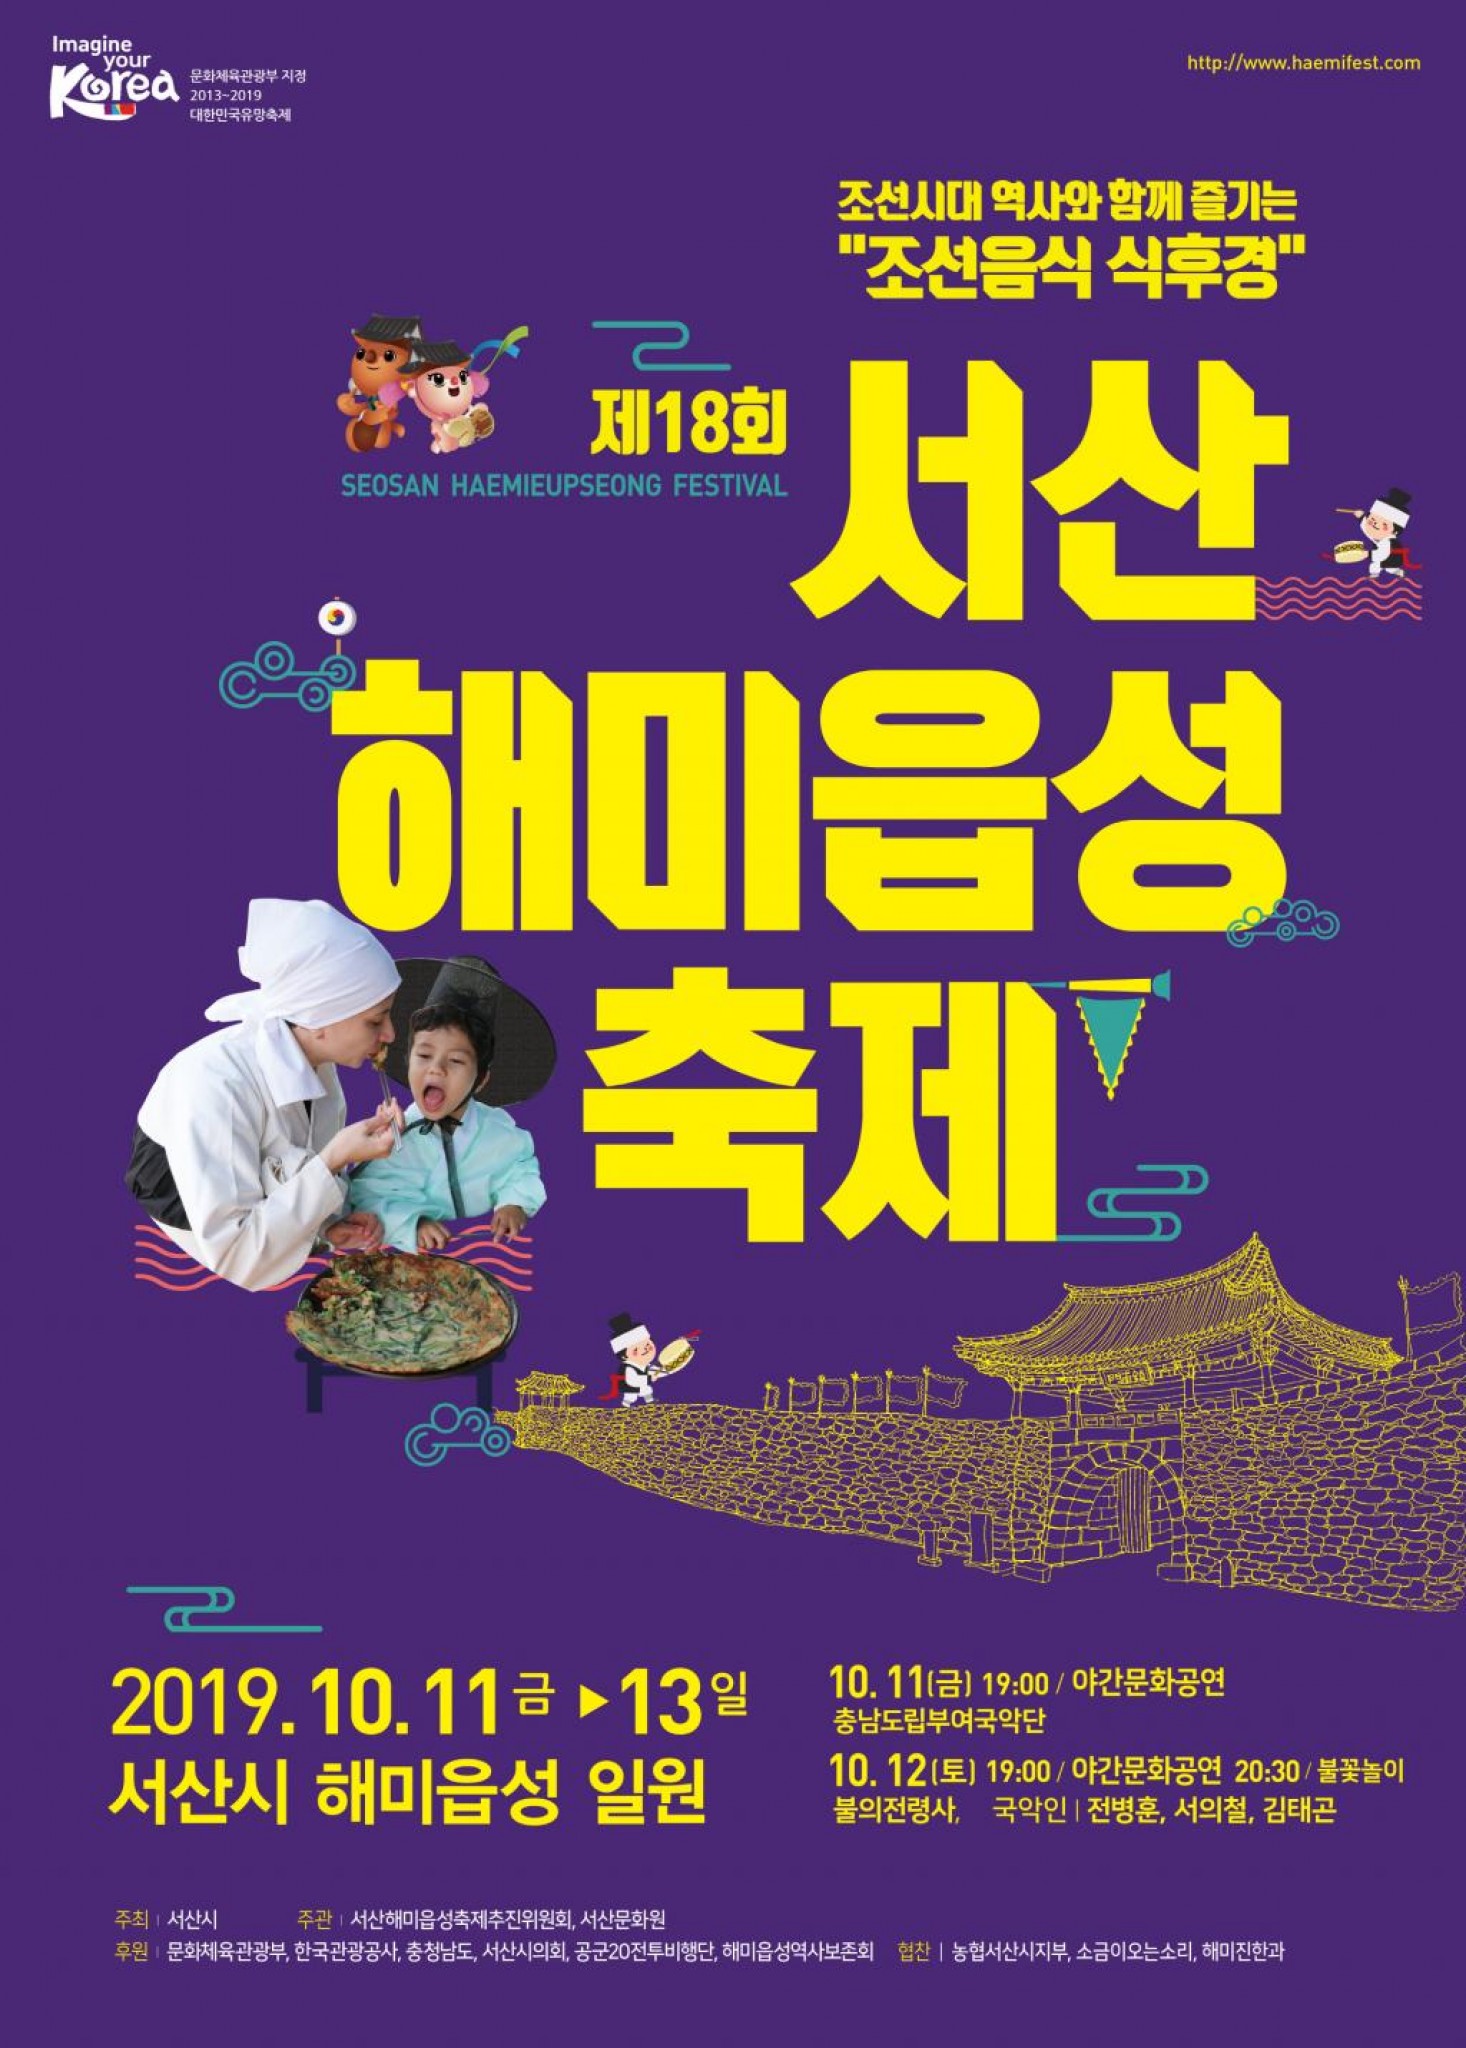 Imagine
your
Korea
문화체육관광부 지정
2013~2019
대한민국유망축제
http://www.haemifest.com
조선시대 역사와 함께 즐기는
"조선음식 식후경"
제18회
SEOSAN HAEMIEUPSEONG FESTIVAL
서산
해미읍성
축제
2019. 10. 11 금 ▶ 13 일
서산시 해미읍성 일원
10. 11(금) 19:00 / 야간문화공연
충남도립부여국악단
10. 12(토) 19:00 / 야간문화공연 20:30 / 불꽃놀이
불의전령사, 국악인 | 전병훈, 서의철, 김태곤
주최 | 서산시 주관 | 서산해미읍성축제추진위원회, 서산문화원
후원 | 문화체육관광부, 한국관광공사, 충청남도, 서산시의회, 공군20전투비행단, 해미읍성역사보존회 협찬 | 농협서산시지부, 소금이오는소리, 해미진한과